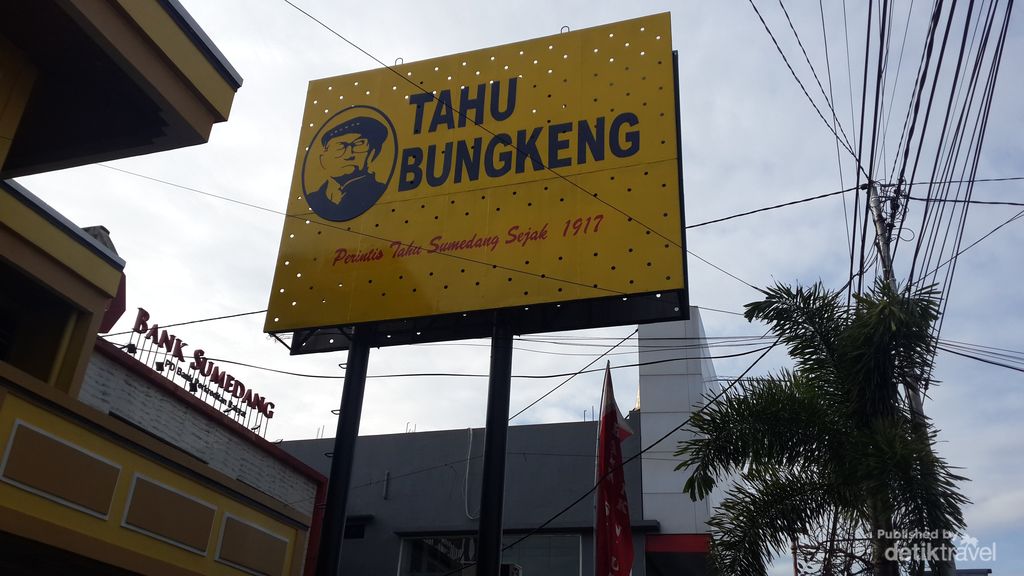 TAHU
BUNGKENG
Perintis Tahu Sumedang Sejak 1917
BANK SUMEDANG
Published by
detiktravel